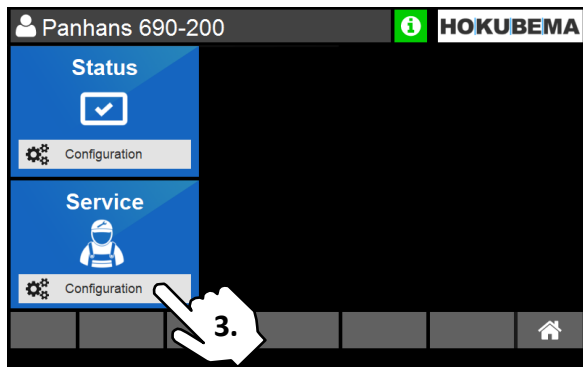 Panhans 690-200
HOKUBEMA
Status
Configuration
Service
Configuration
3.